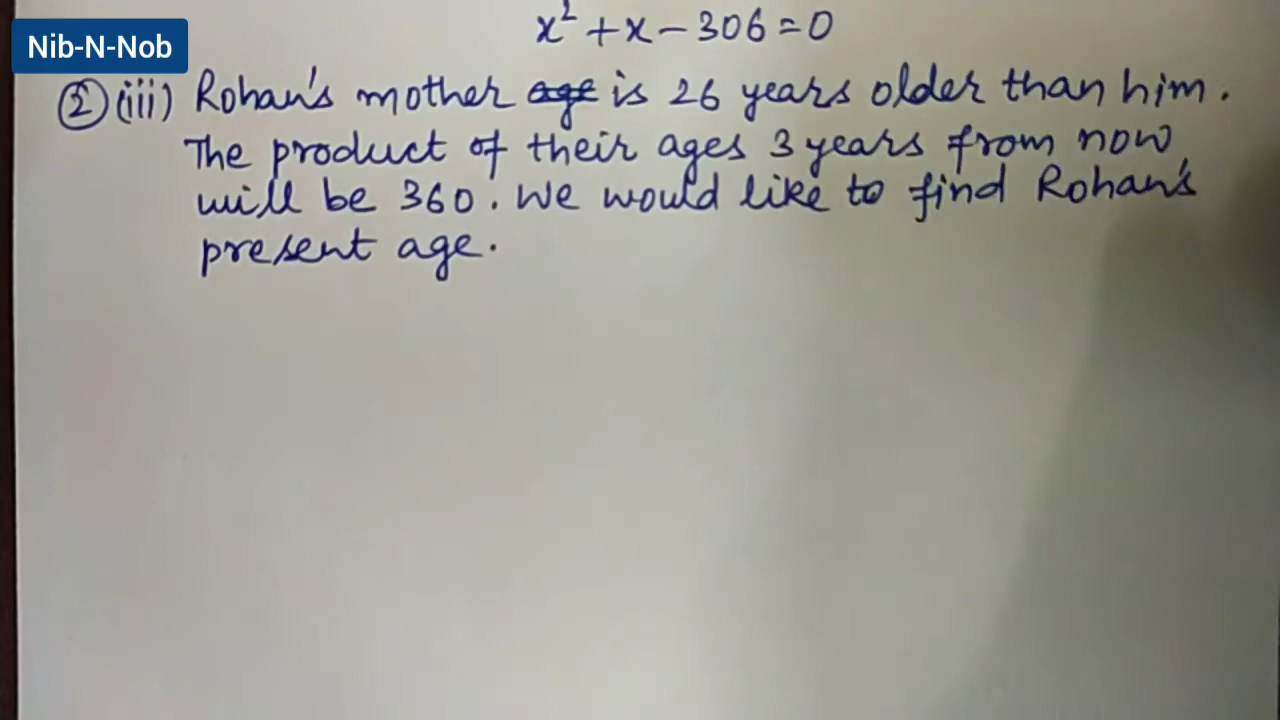 Nib-N-Nob
x² + x - 306 = 0
② (iii) Rohan's mother age is 26 years older than him.
The product of their ages 3 years from now,
will be 360. We would like to find Rohan's
present age.